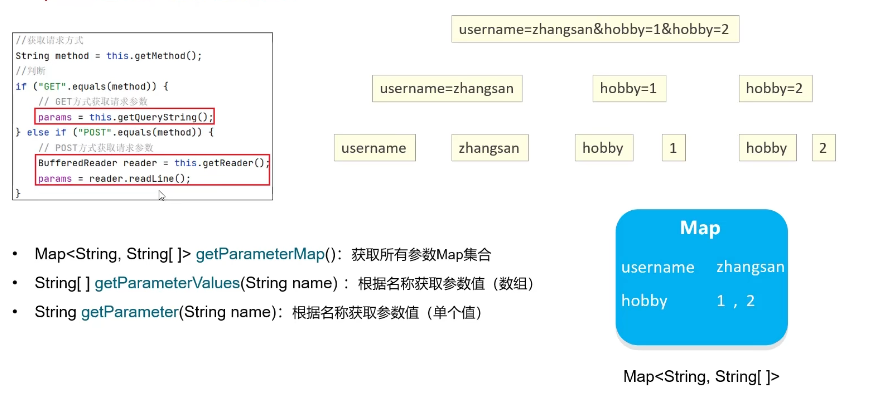 //获取请求方式
String method = this.getMethod();
//判断
if ("GET".equals(method)) {
// GET方式获取请求参数
params = this.getQueryString();
} else if ("POST".equals(method)) {
// POST方式获取请求参数
BufferedReader reader = this.getReader();
params = reader.readLine();
}
username=zhangsan&hobby=1&hobby=2
username=zhangsan hobby=1 hobby=2
username zhangsan hobby 1 hobby 2
• Map<String, String[ ]> getParameterMap()：获取所有参数Map集合
• String[ ] getParameterValues(String name) ：根据名称获取参数值（数组）
• String getParameter(String name)：根据名称获取参数值（单个值）
Map
username zhangsan
hobby 1 , 2
Map<String, String[ ]>